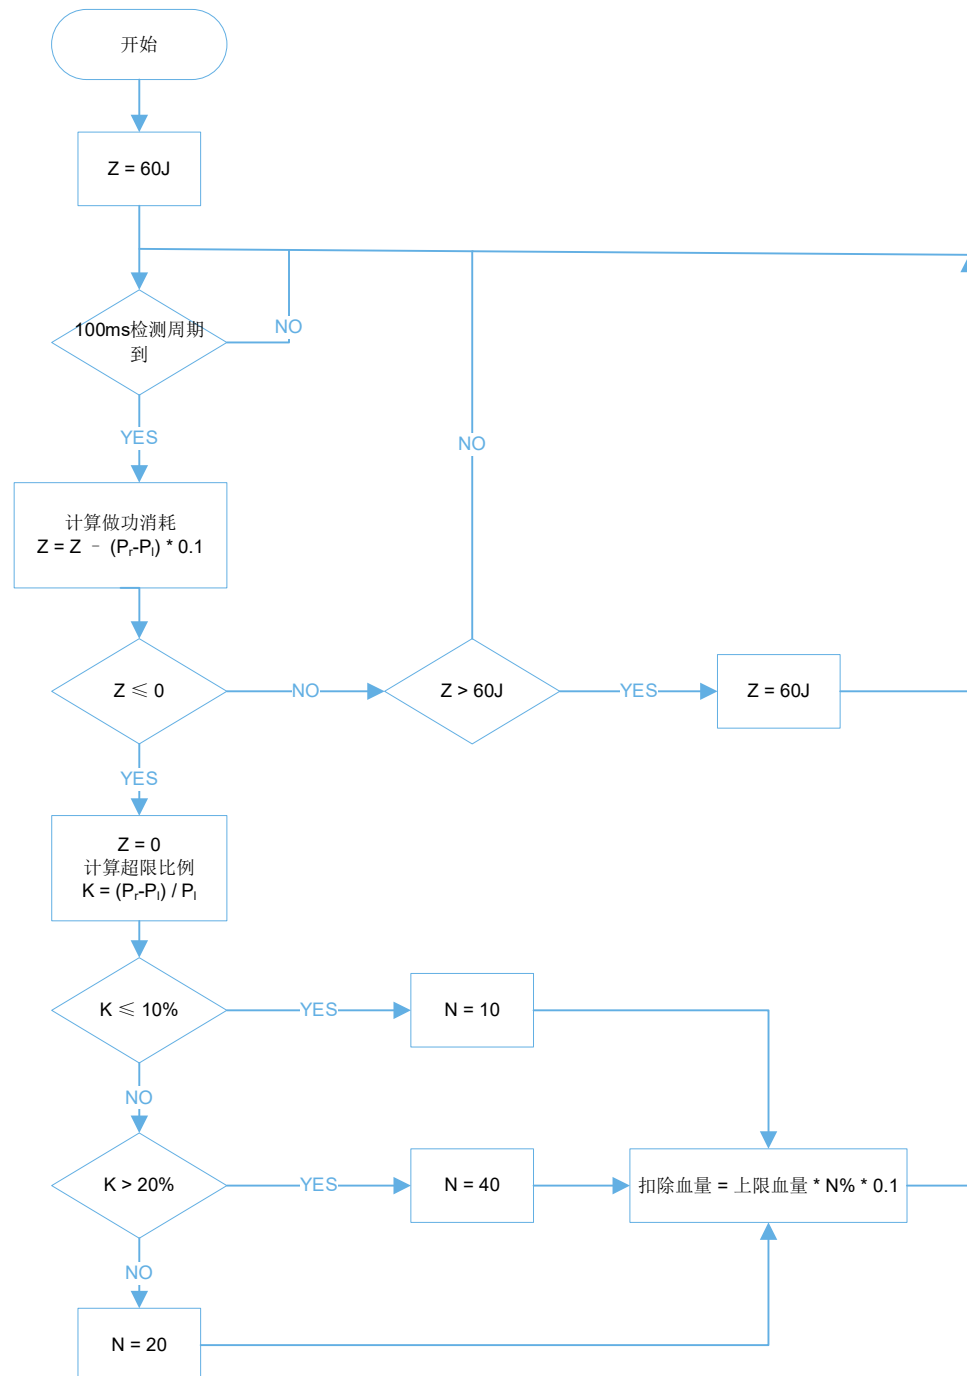 开始
Z = 60J
100ms检测周期
到
NO
YES
NO
计算做功消耗
Z = Z － (Pr-Pl) * 0.1
Z ≤ 0
NO
Z > 60J
YES
Z = 60J
YES
Z = 0
计算超限比例
K = (Pr-Pl) / Pl
K ≤ 10%
YES
N = 10
NO
K > 20%
YES
N = 40
扣除血量 = 上限血量 * N% * 0.1
NO
N = 20